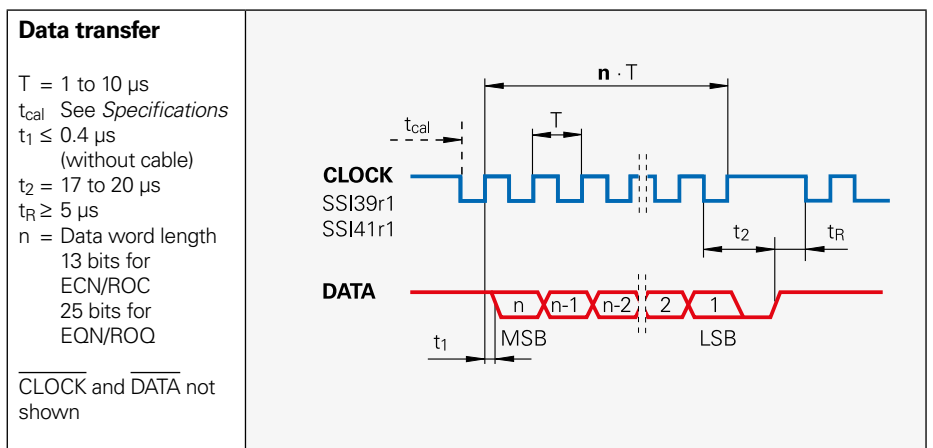 Data transfer
T = 1 to 10 µs
tcal See Specifications
t1 ≤ 0.4 µs
(without cable)
t2 = 17 to 20 µs
tR ≥ 5 µs
n = Data word length
13 bits for
ECN/ROC
25 bits for
EQN/ROQ
CLOCK and DATA not
shown
n · T
tcal
T
CLOCK
SSI39r1
SSI41r1
t2
tR
DATA
n n-1 n-2 2 1
t1
MSB
LSB